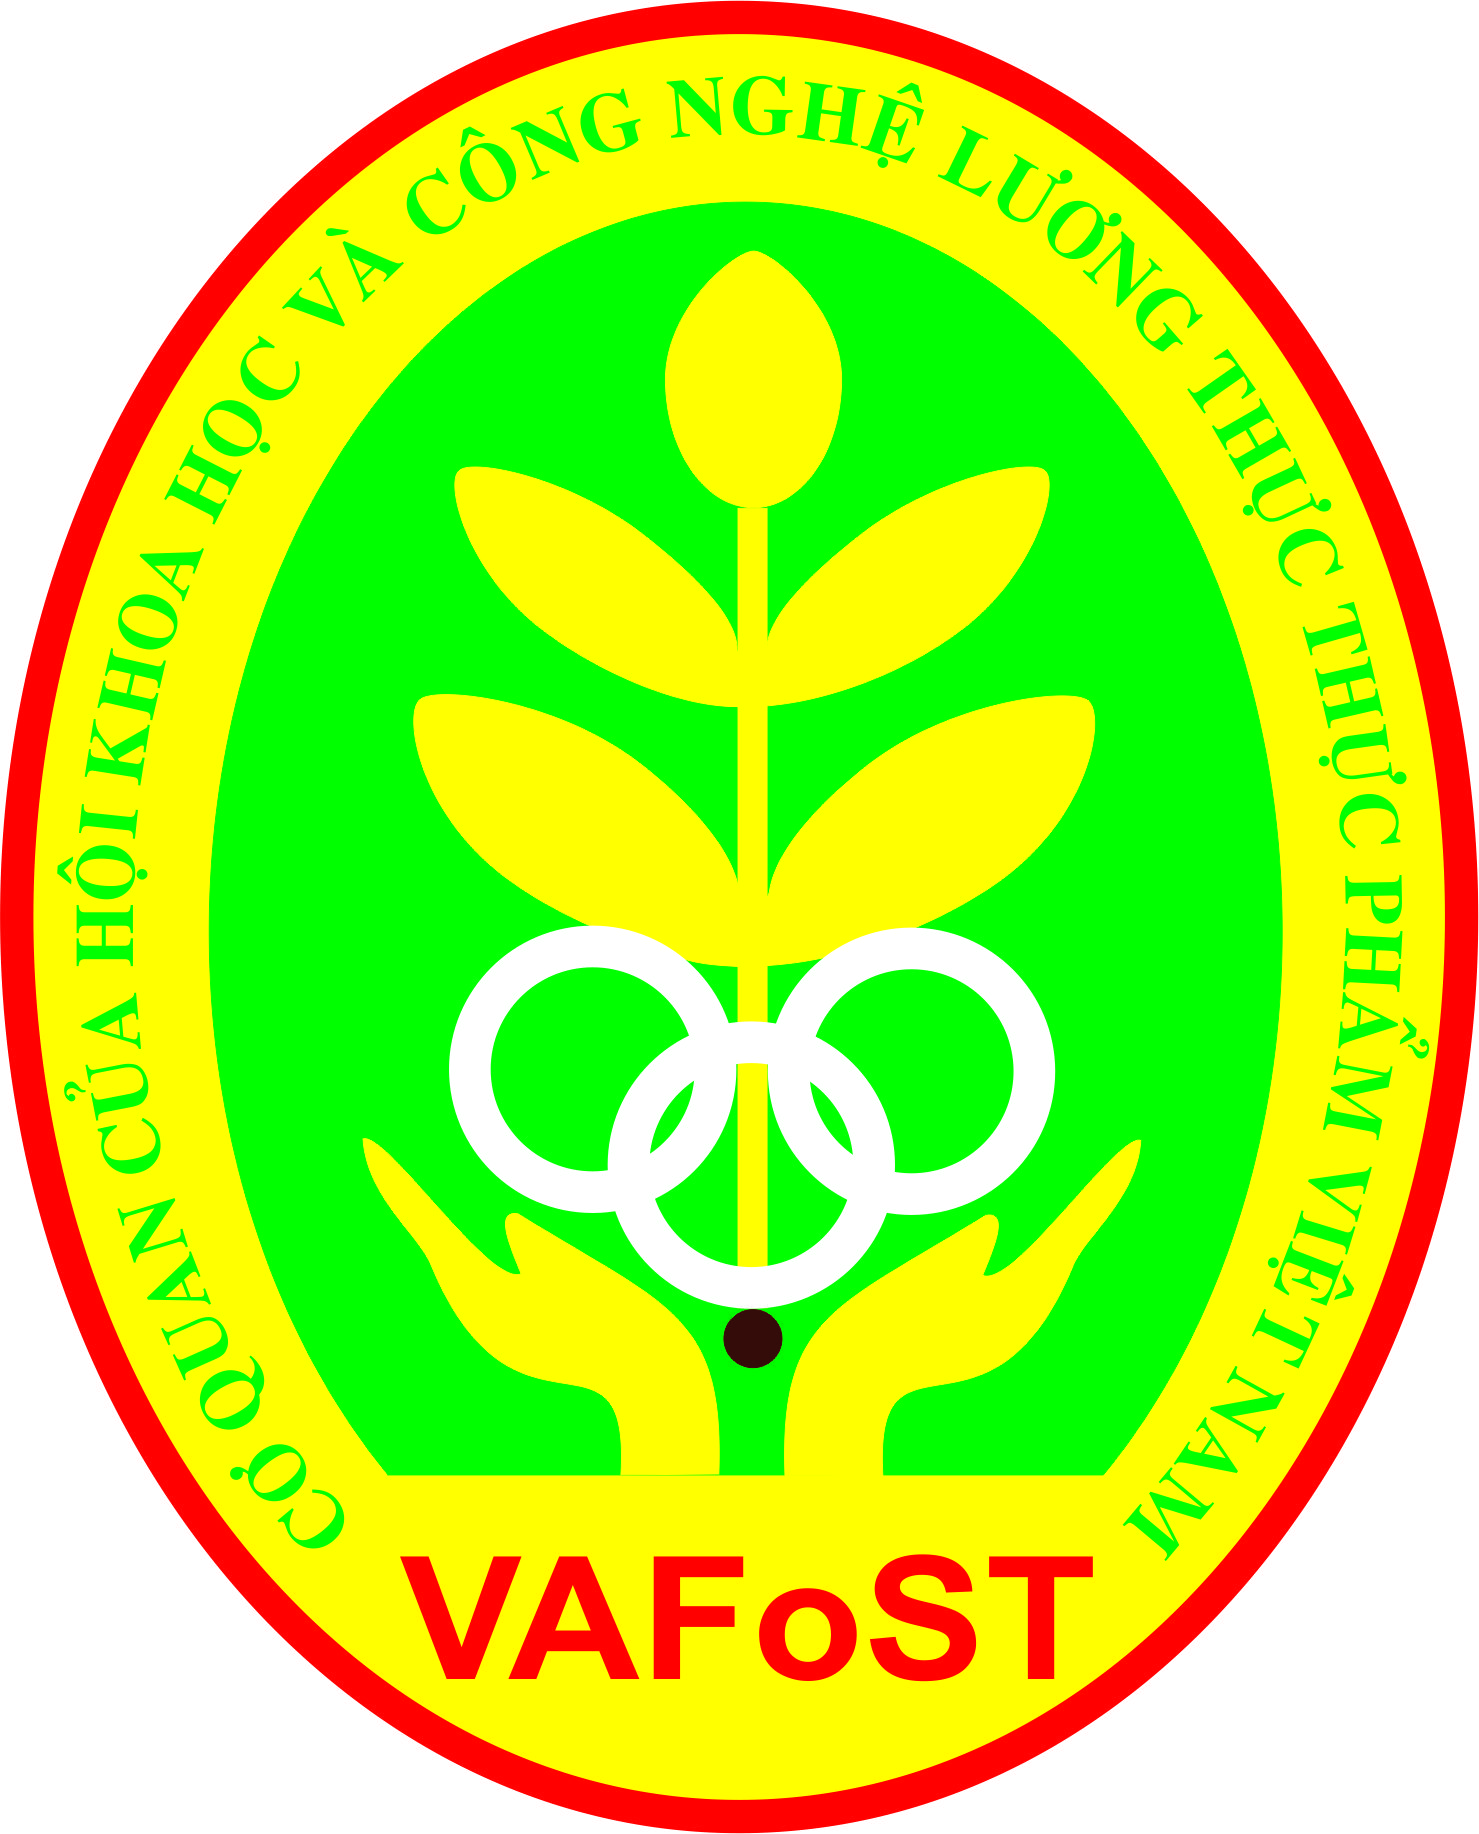 CƠ QUAN CỦA HỘI KHOA HỌC VÀ CÔNG NGHỆ LƯƠNG THỰC THỰC PHẨM VIỆT NAM
VAFoST